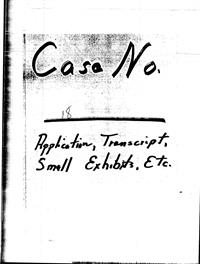 Case No.
18
Application, Transcript,
Small Exhibits, Etc.